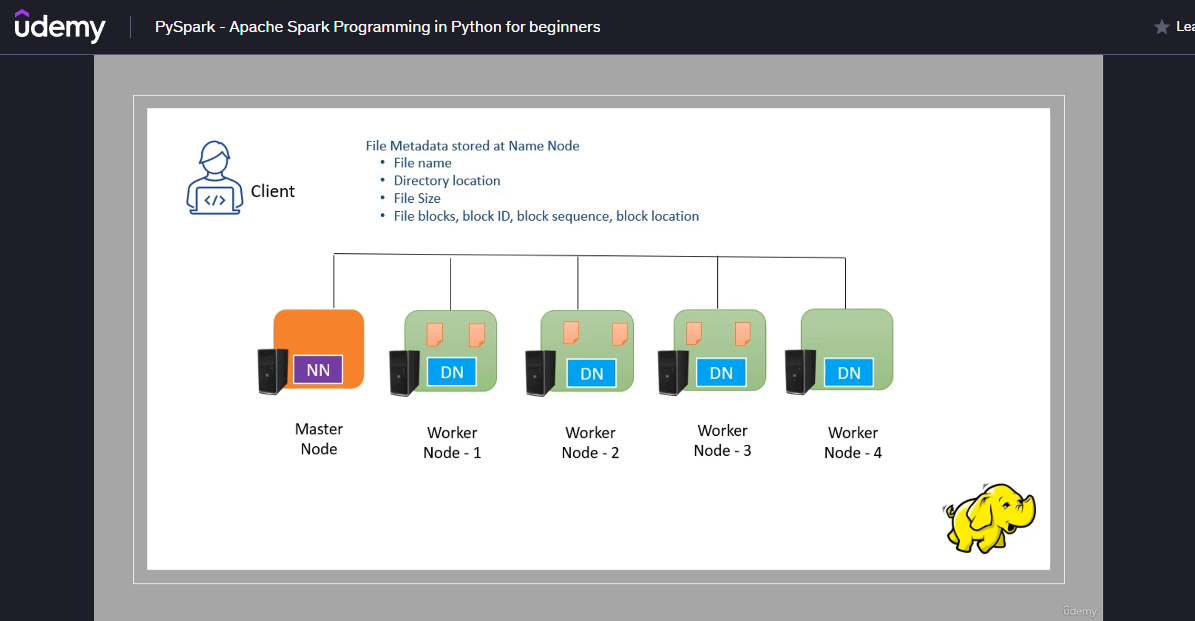 ûdemy
PySpark - Apache Spark Programming in Python for beginners
Lea
File Metadata stored at Name Node
• File name
• Directory location
• File Size
• File blocks, block ID, block sequence, block location
</>
Client
NN
DN
DN
DN
DN
Master
Node
Worker
Node - 1
Worker
Node - 2
Worker
Node - 3
Worker
Node - 4
ûdemy